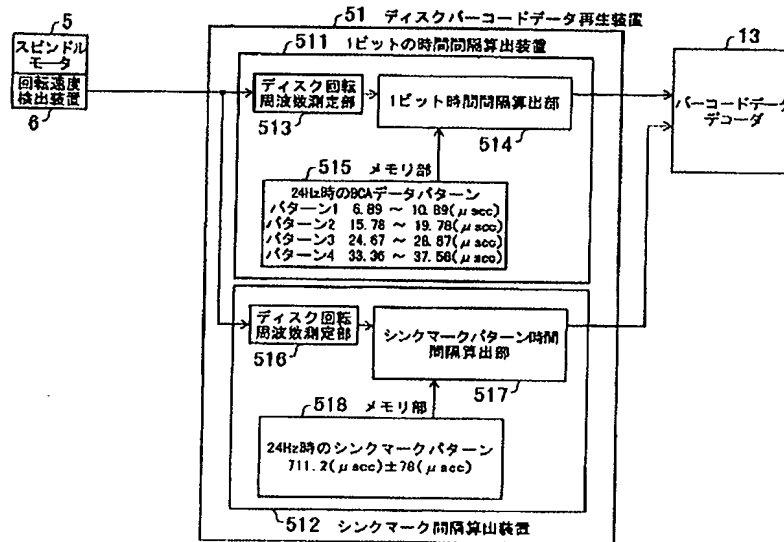 51 ディスクバーコードデータ再生装置
5
スピンドル
モータ
回転速度
検出装置
6
511 1ビットの時間間隔算出装置
ディスク回転
周波数測定部
513
1ビット時間間隔算出部
514
13
バーコードデータ
デコーダ
515 メモリ部
24Hz時のBCAデータパターン
パターン1 6.89 ～ 10.89(μsec)
パターン2 15.78 ～ 19.78(μsec)
パターン3 24.67 ～ 28.67(μsec)
パターン4 33.36 ～ 37.56(μsec)
ディスク回転
周波数測定部
516
シンクマークパターン時間
間隔算出部
517
518 メモリ部
24Hz時のシンクマークパターン
711.2(μsec)±76(μsec)
512 シンクマーク間隔算出装置